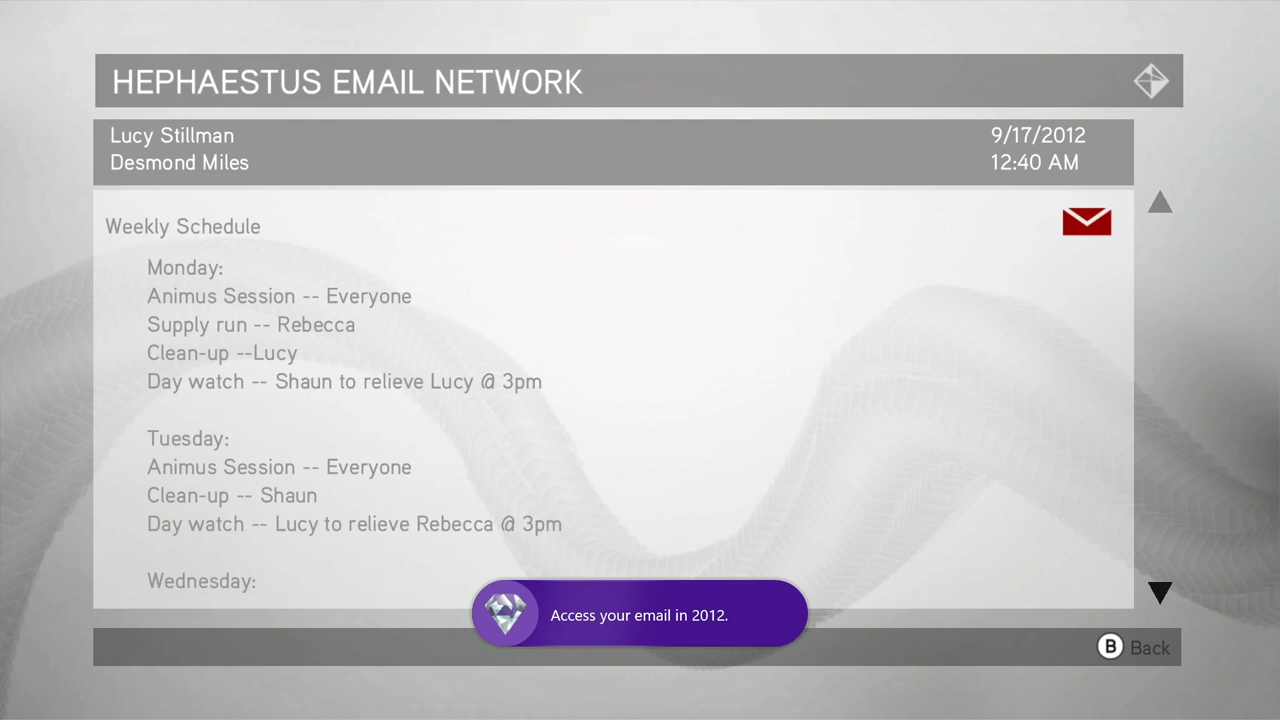 HEPHAESTUS EMAIL NETWORK
Lucy Stillman
9/17/2012
Desmond Miles
12:40 AM
Weekly Schedule
Monday:
Animus Session -- Everyone
Supply run -- Rebecca
Clean-up --Lucy
Day watch -- Shaun to relieve Lucy @ 3pm
Tuesday:
Animus Session -- Everyone
Clean-up -- Shaun
Day watch -- Lucy to relieve Rebecca @ 3pm
Wednesday:
Access your email in 2012.
B Back